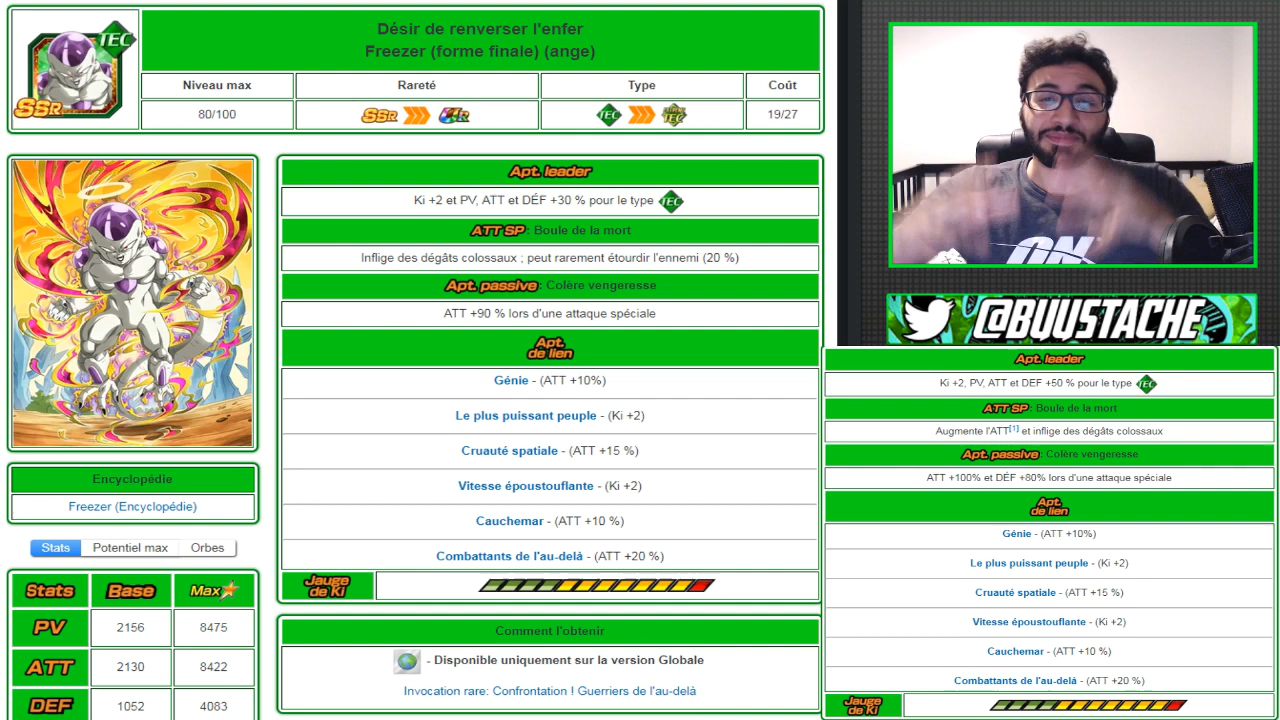 Désir de renverser l'enfer
Freezer (forme finale) (ange)
TEC
SSR
Niveau max
Rareté
Type
Coût
80/100
SSR
UR
TEC
SUPER TEC
19/27
Apt. leader
Ki +2 et PV, ATT et DÉF +30 % pour le type TEC
ATT SP: Boule de la mort
Inflige des dégâts colossaux ; peut rarement étourdir l'ennemi (20 %)
Apt. passive: Colère vengeresse
ATT +90 % lors d'une attaque spéciale
Apt.
de lien
Génie - (ATT +10%)
Le plus puissant peuple - (Ki +2)
Cruauté spatiale - (ATT +15 %)
Vitesse époustouflante - (Ki +2)
Cauchemar - (ATT +10 %)
Combattants de l'au-delà - (ATT +20 %)
Jauge
de Ki
Comment l'obtenir
- Disponible uniquement sur la version Globale
Invocation rare: Confrontation ! Guerriers de l'au-delà
Encyclopédie
Freezer (Encyclopédie)
Stats
Potentiel max
Orbes
Stats
Base
Max
PV
2156
8475
ATT
2130
8422
DEF
1052
4083
ON
@BUUSTACHE
Apt. leader
Ki +2, PV, ATT et DEF +50 % pour le type TEC
ATT SP: Boule de la mort
Augmente l'ATT[1] et inflige des dégâts colossaux
Apt. passive: Colère vengeresse
ATT +100% et DÉF +80% lors d'une attaque spéciale
Apt.
de lien
Génie - (ATT +10%)
Le plus puissant peuple - (Ki +2)
Cruauté spatiale - (ATT +15 %)
Vitesse époustouflante - (Ki +2)
Cauchemar - (ATT +10 %)
Combattants de l'au-delà - (ATT +20 %)
Jauge
de Ki